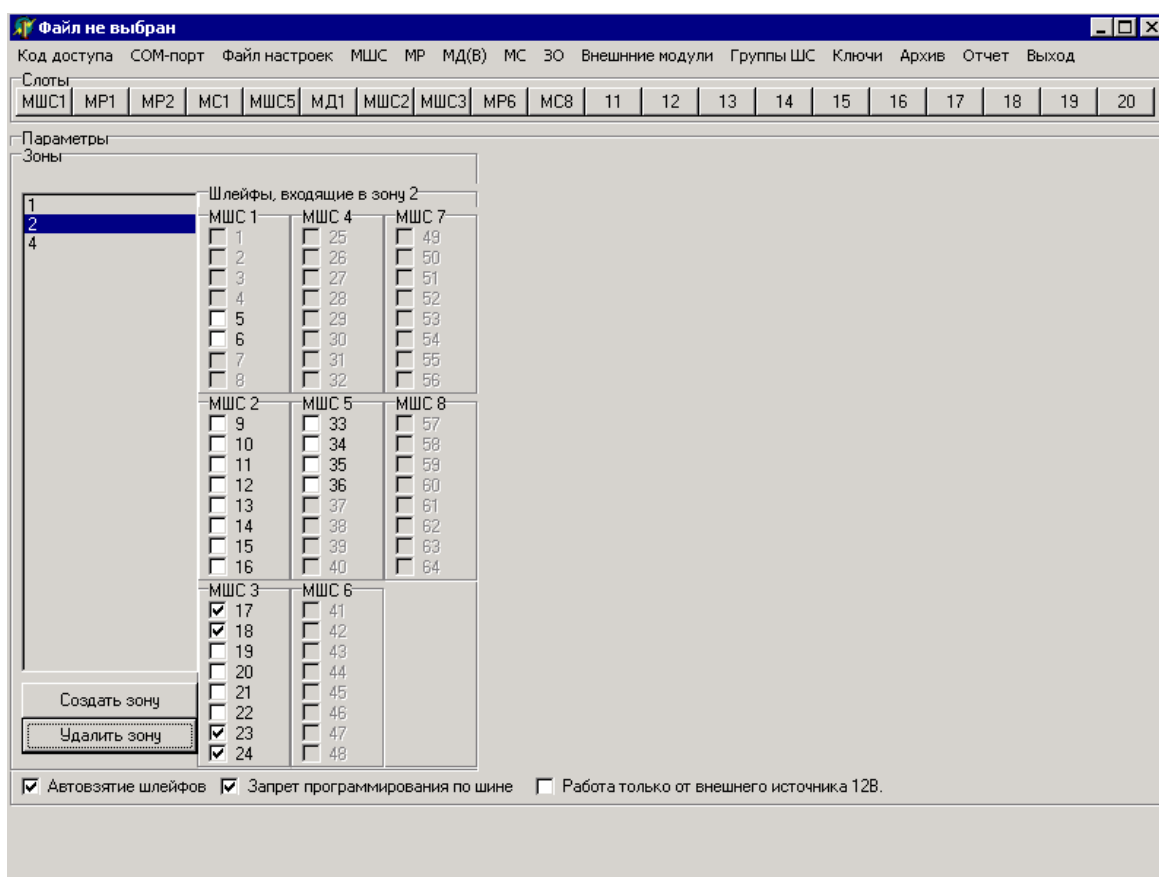 Файл не выбран
Код доступа COM-порт Файл настроек МШС МР МД(В) МС ЗО Внешнние модули Группы ШС Ключи Архив Отчет Выход
Слоты
МШС1 МР1 МР2 МС1 МШС5 МД1 МШС2 МШС3 МР6 МС8 11 12 13 14 15 16 17 18 19 20
Параметры
Зоны
1
2
4
Шлейфы, входящие в зону 2
МШС 1 МШС 4 МШС 7
1 25 49
2 26 50
3 27 51
4 28 52
5 29 53
6 30 54
7 31 55
8 32 56
МШС 2 МШС 5 МШС 8
9 33 57
10 34 58
11 35 59
12 36 60
13 37 61
14 38 62
15 39 63
16 40 64
МШС 3 МШС 6
17 41
18 42
19 43
20 44
21 45
22 46
23 47
24 48
Создать зону
Удалить зону
Автовзятие шлейфов Запрет программирования по шине Работа только от внешнего источника 12В.